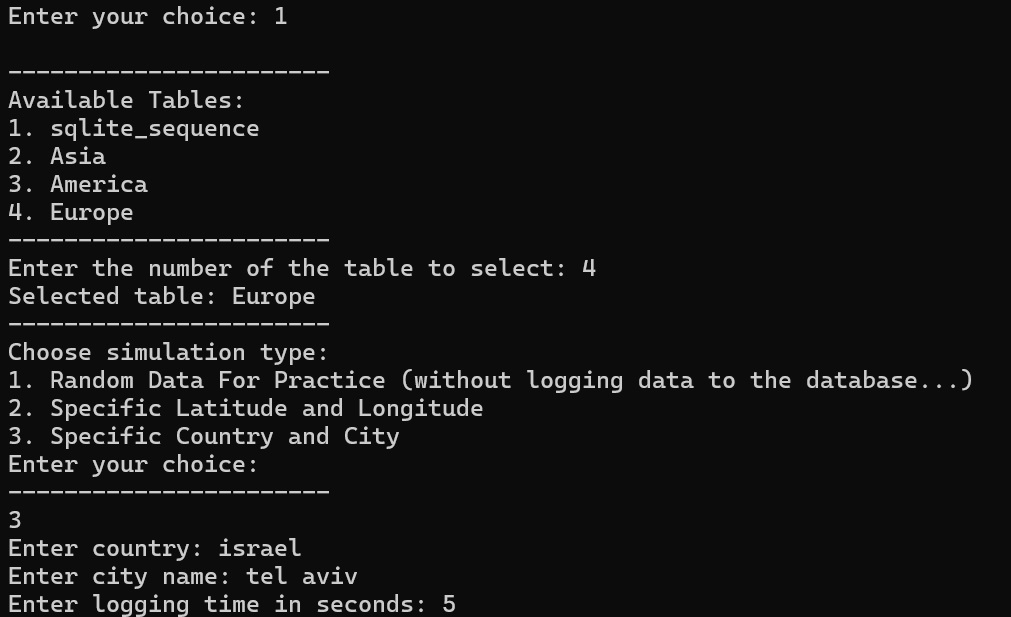 Enter your choice: 1
-----------------------
Available Tables:
1. sqlite_sequence
2. Asia
3. America
4. Europe
-----------------------
Enter the number of the table to select: 4
Selected table: Europe
-----------------------
Choose simulation type:
1. Random Data For Practice (without logging data to the database...)
2. Specific Latitude and Longitude
3. Specific Country and City
Enter your choice:
-----------------------
3
Enter country: israel
Enter city name: tel aviv
Enter logging time in seconds: 5